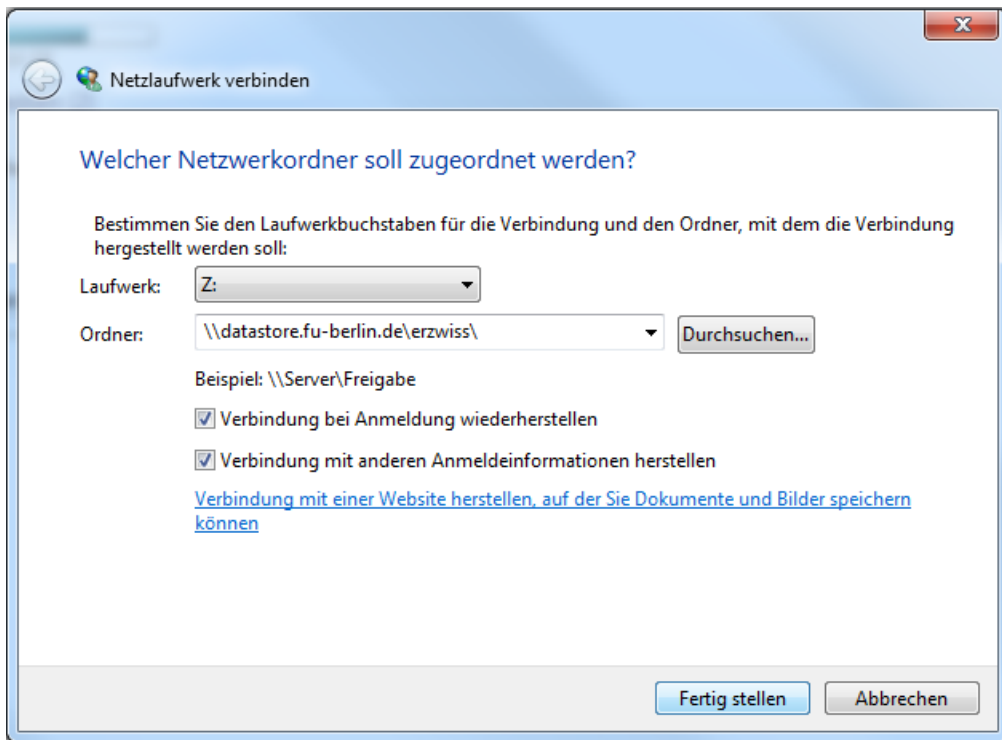 Netzlaufwerk verbinden
Welcher Netzwerkordner soll zugeordnet werden?
Bestimmen Sie den Laufwerkbuchstaben für die Verbindung und den Ordner, mit dem die Verbindung
hergestellt werden soll:
Laufwerk: Z:
Ordner: \\datastore.fu-berlin.de\erzwiss\ Durchsuchen...
Beispiel: \\Server\Freigabe
Verbindung bei Anmeldung wiederherstellen
Verbindung mit anderen Anmeldeinformationen herstellen
Verbindung mit einer Website herstellen, auf der Sie Dokumente und Bilder speichern
können
Fertig stellen Abbrechen